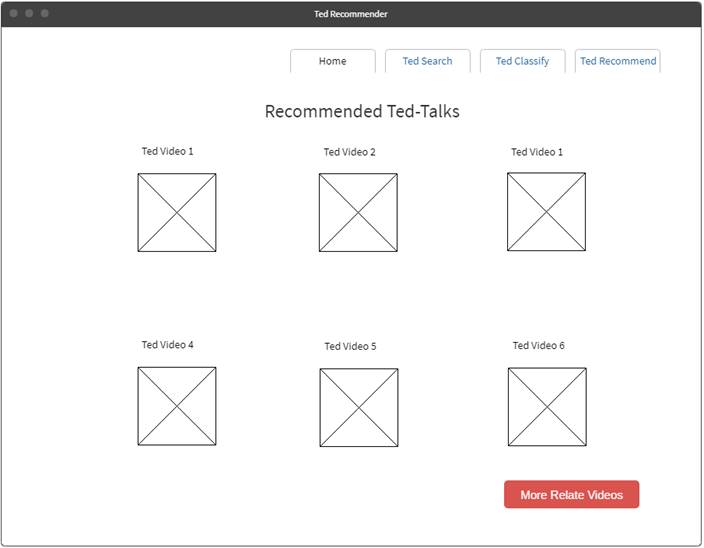 Ted Recommender
Home Ted Search Ted Classify Ted Recommend
Recommended Ted-Talks
Ted Video 1 Ted Video 2 Ted Video 1
Ted Video 4 Ted Video 5 Ted Video 6
More Relate Videos